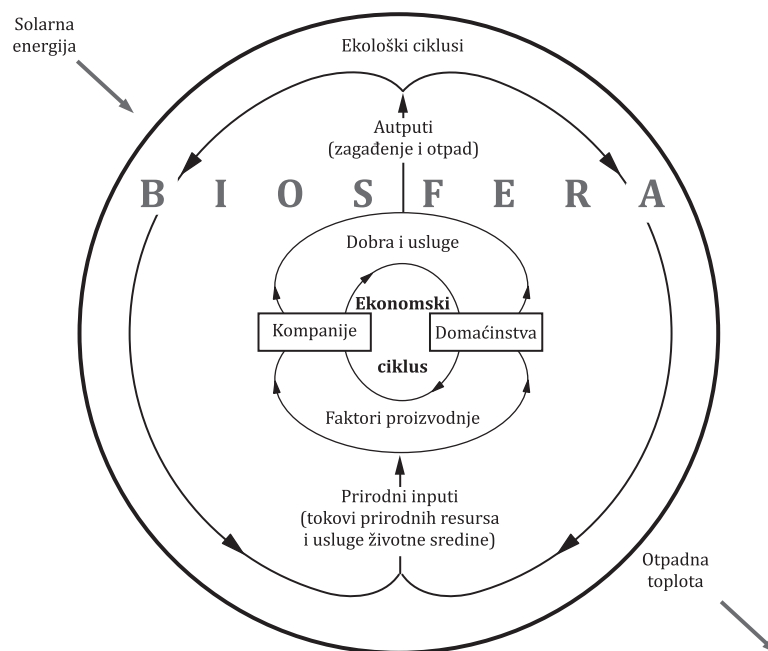 Solarna
energija
Ekološki ciklusi
Autputi
(zagađenje i otpad)
B I O S F E R A
Dobra i usluge
Ekonomski
Kompanije
Domaćinstva
ciklus
Faktori proizvodnje
Prirodni inputi
(tokovi prirodnih resursa
i usluge životne sredine)
Otpadna
toplota